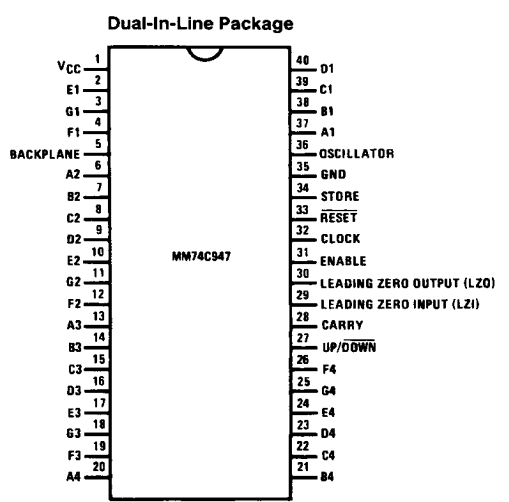 Dual-In-Line Package
VCC 1 40 D1
E1 2 39 C1
G1 3 38 B1
F1 4 37 A1
BACKPLANE 5 36 OSCILLATOR
A2 6 35 GND
B2 7 34 STORE
C2 8 33 RESET
D2 9 32 CLOCK
E2 10 31 ENABLE
MM74C947
G2 11 30 LEADING ZERO OUTPUT (LZO)
F2 12 29 LEADING ZERO INPUT (LZI)
A3 13 28 CARRY
B3 14 27 UP/DOWN
C3 15 26 F4
D3 16 25 G4
E3 17 24 E4
G3 18 23 D4
F3 19 22 C4
A4 20 21 B4